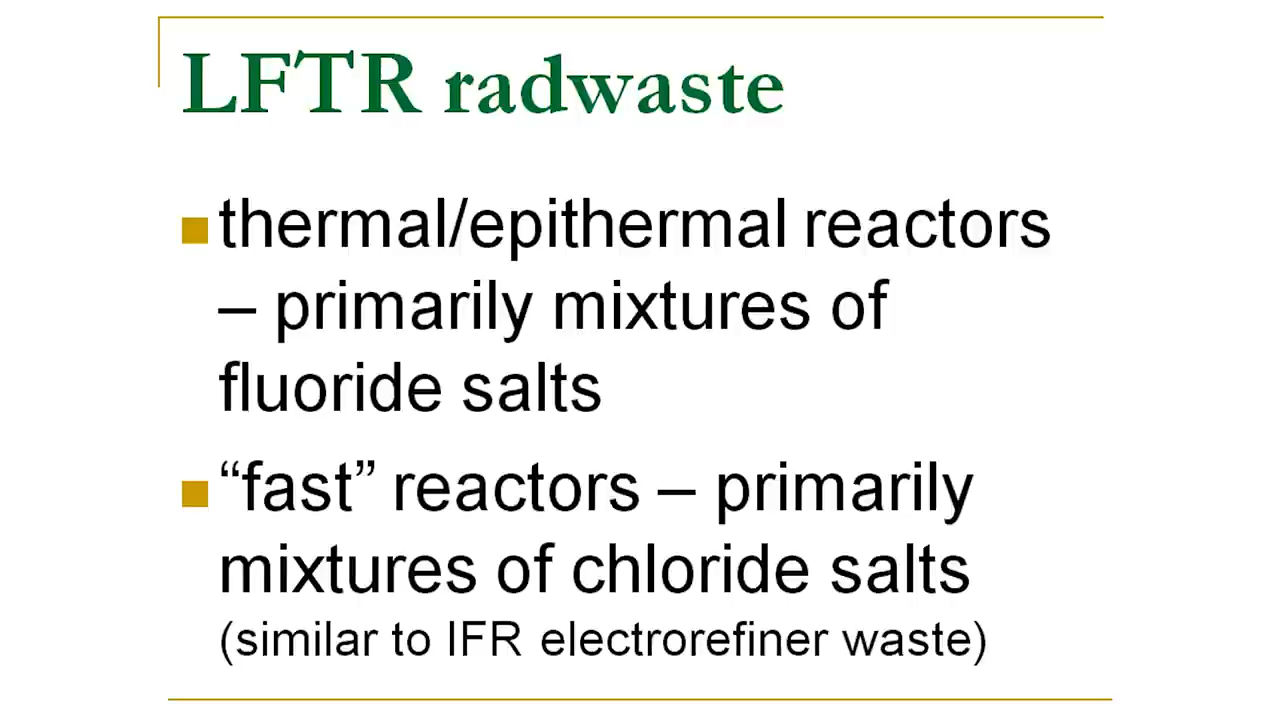 LFTR radwaste
thermal/epithermal reactors
– primarily mixtures of
fluoride salts
“fast” reactors – primarily
mixtures of chloride salts
(similar to IFR electrorefiner waste)